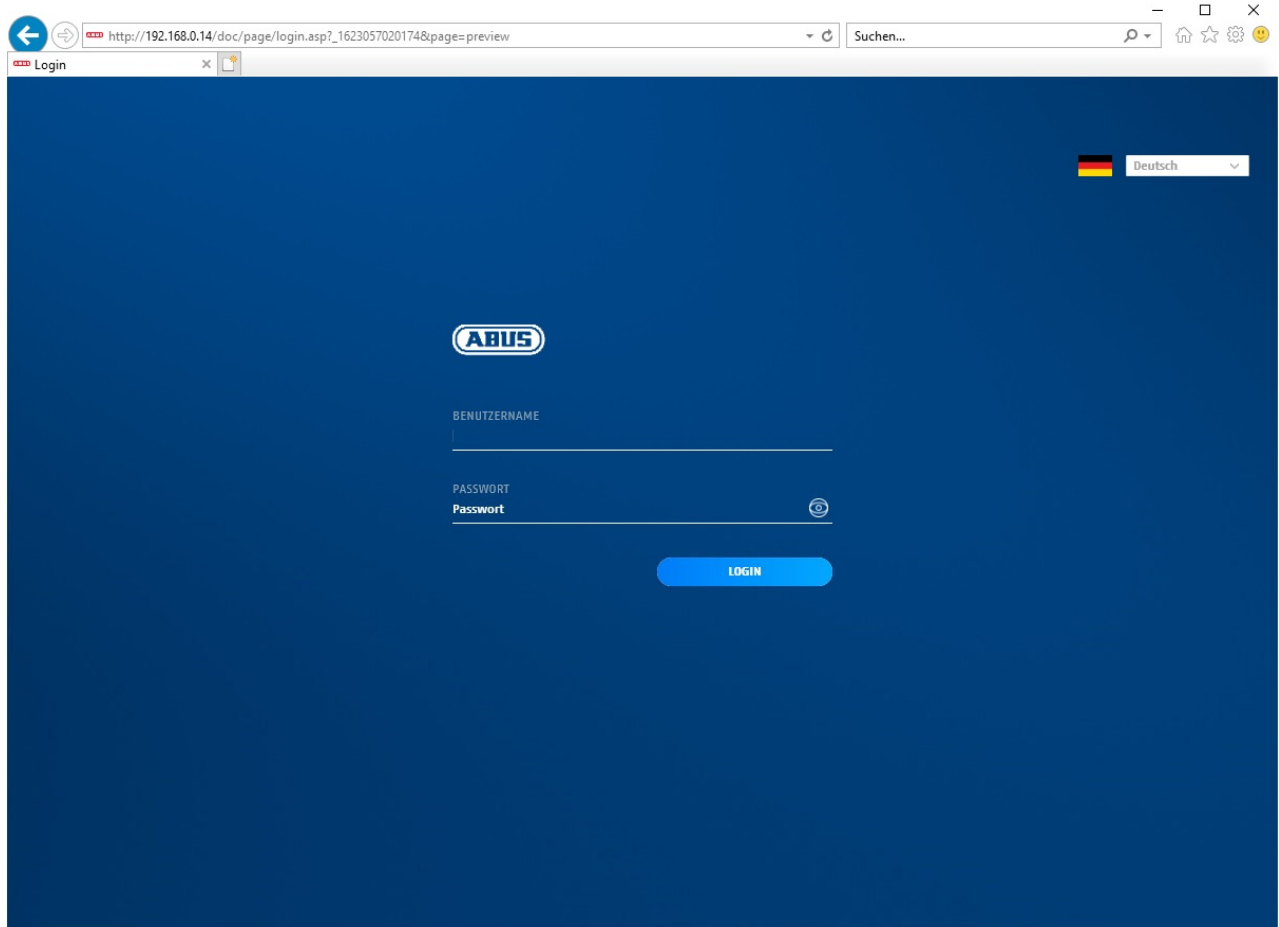 http://192.168.0.14/doc/page/login.asp?_1623057020174&page=preview
Suchen...
Login
Deutsch
ABUS
BENUTZERNAME
PASSWORT
Passwort
LOGIN